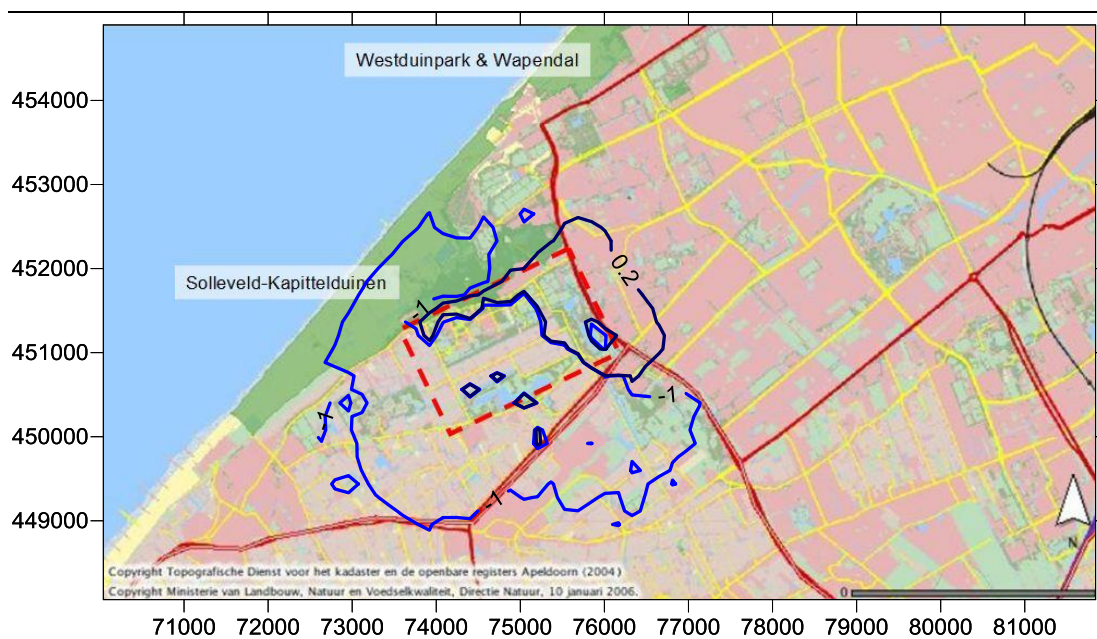 Westduinpark & Wapendal
454000
453000
452000
0.2
Solleveld-Kapittelduinen
-1
451000
-1
-1
450000
-1
449000
N
Copyright Topografische Dienst voor het kadaster en de openbare registers Apeldoorn (2004)
Copyright Ministerie van Landbouw, Natuur en Voedselkwaliteit, Directie Natuur, 10 januari 2006.
0
71000 72000 73000 74000 75000 76000 77000 78000 79000 80000 81000